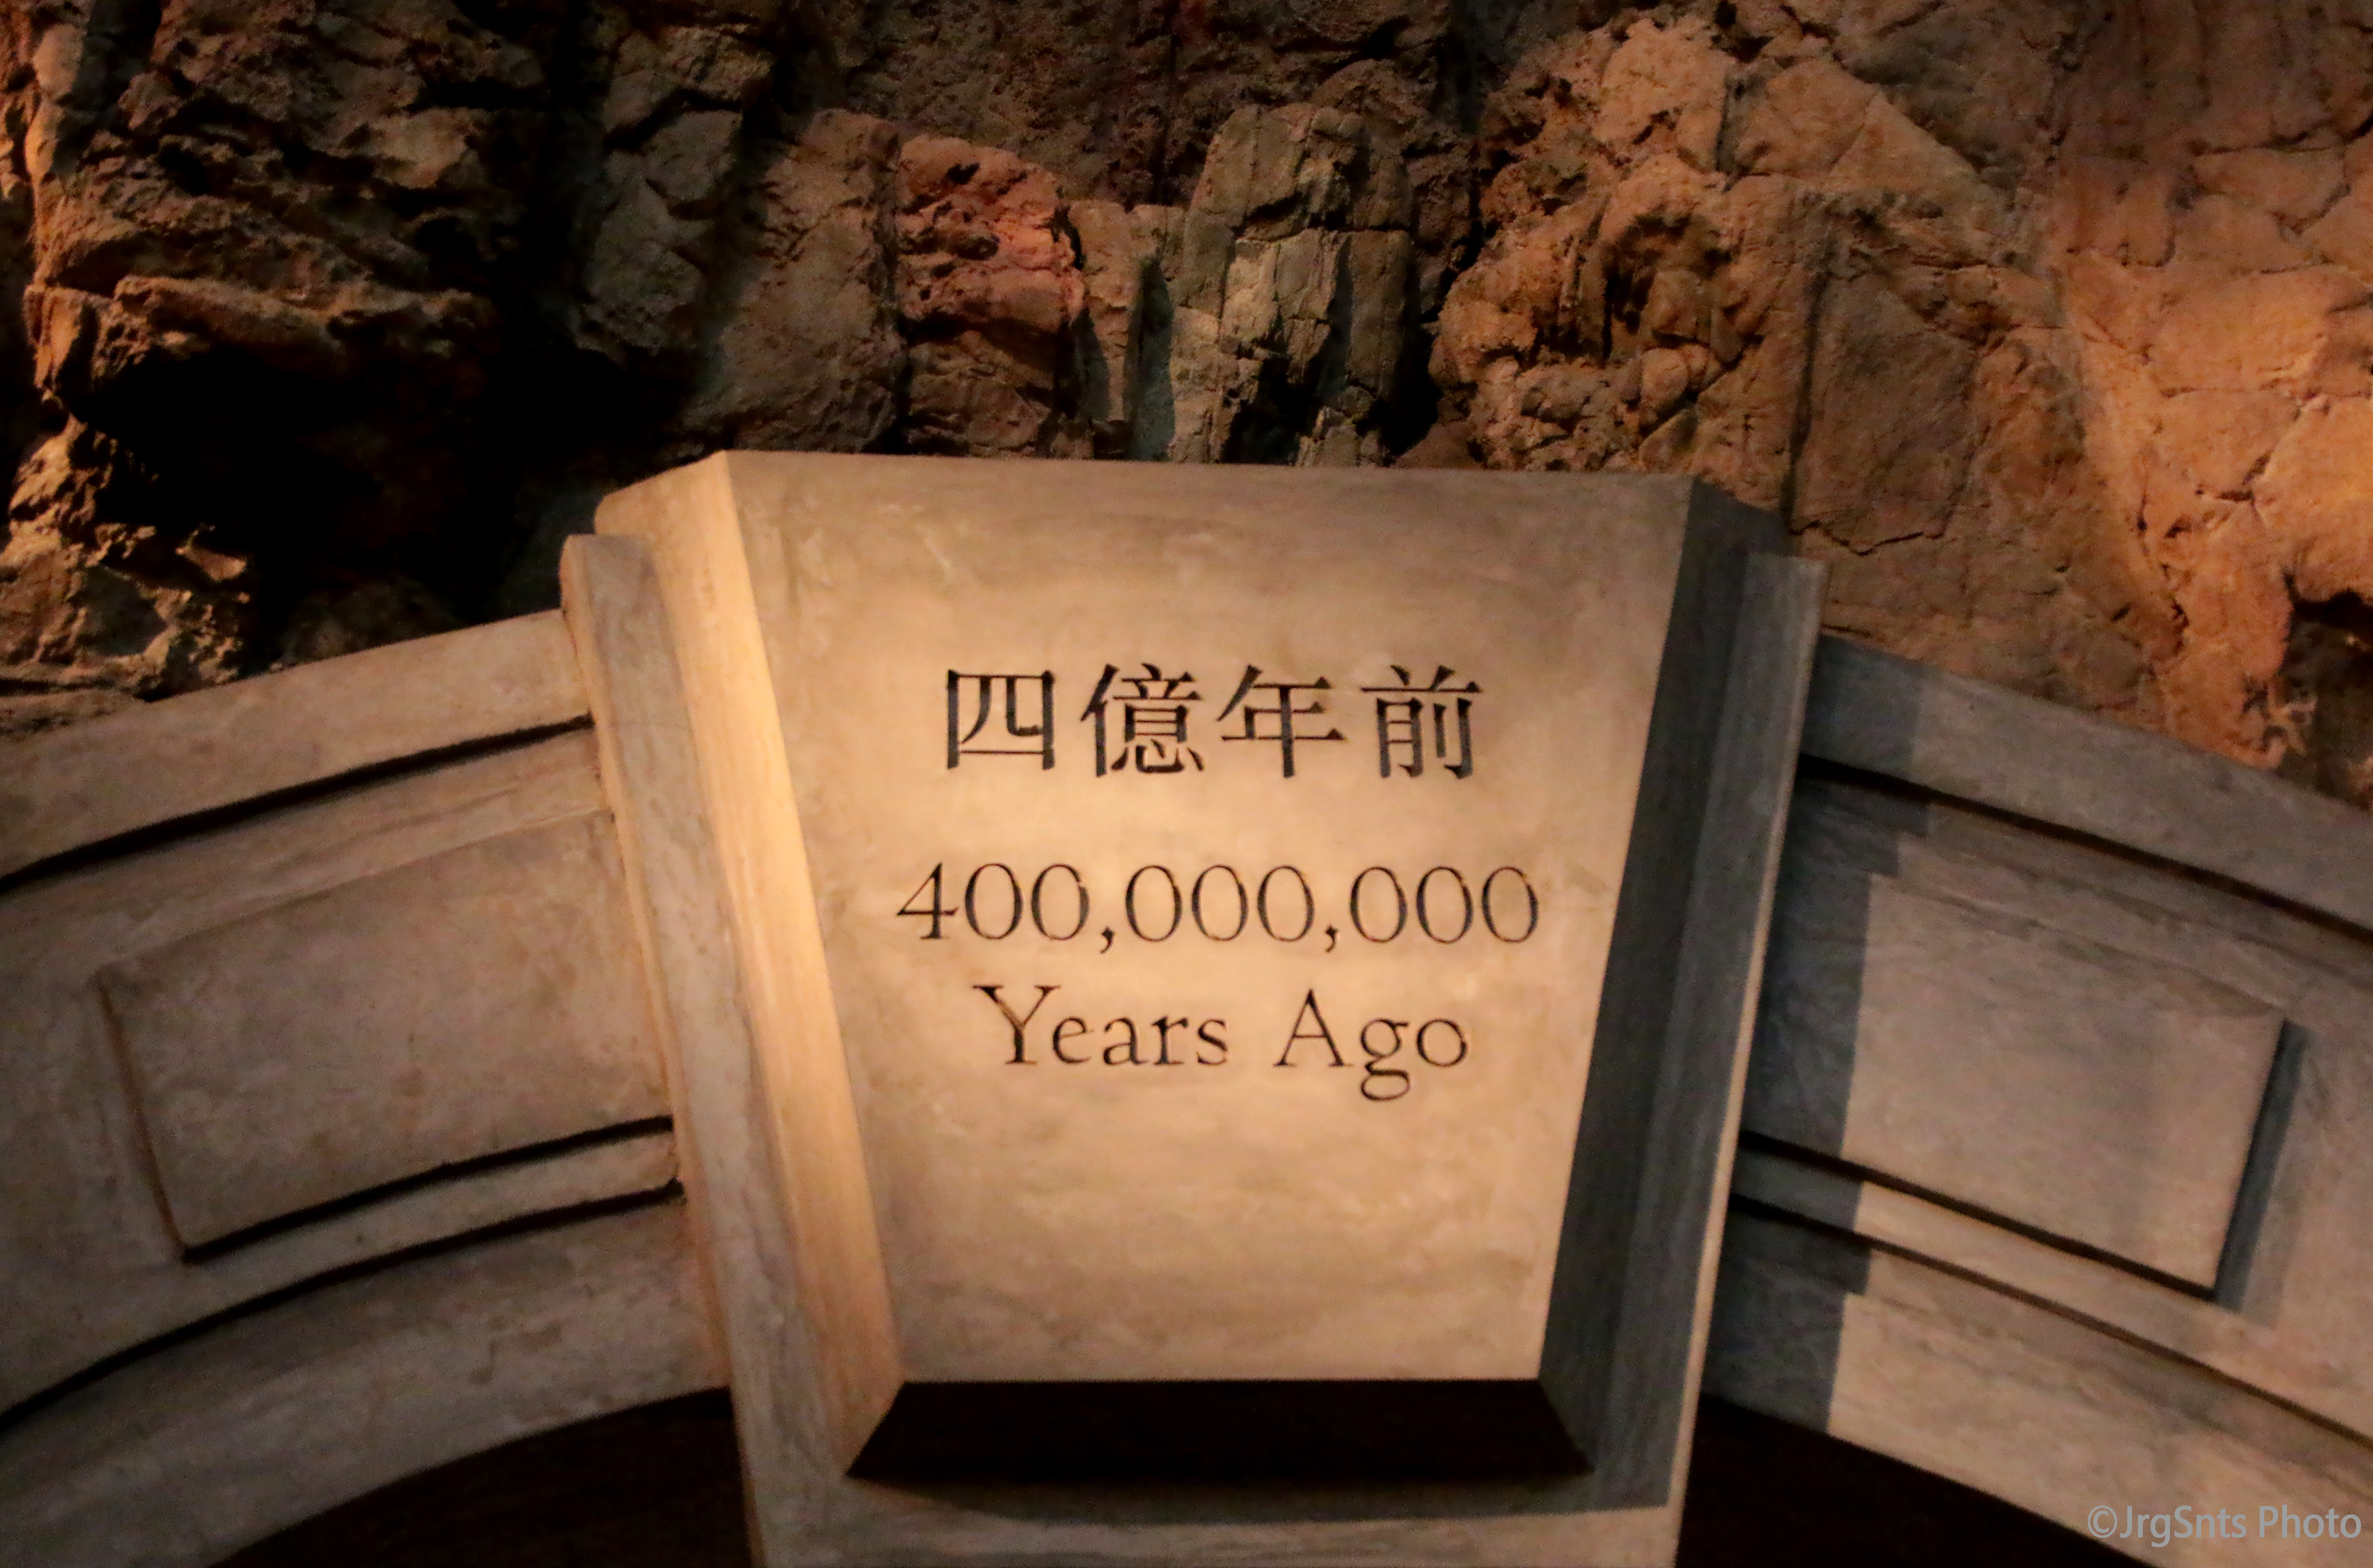 四億年前
400,000,000
Years Ago
©JrgSnts Photo